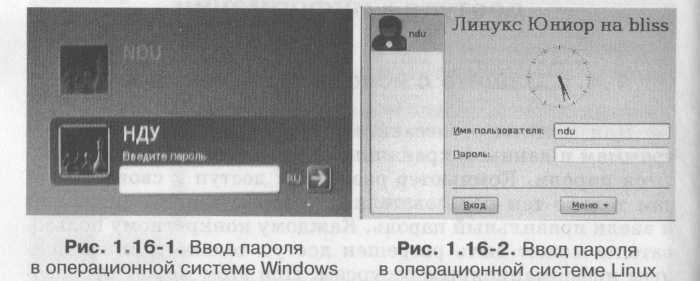 NDU
НДУ
Введите пароль
RU
ndu
Линукс Юниор на bliss
Имя пользователя: ndu
Пароль:
Вход
Меню
Рис. 1.16-1. Ввод пароля
в операционной системе Windows
Рис. 1.16-2. Ввод пароля
в операционной системе Linux